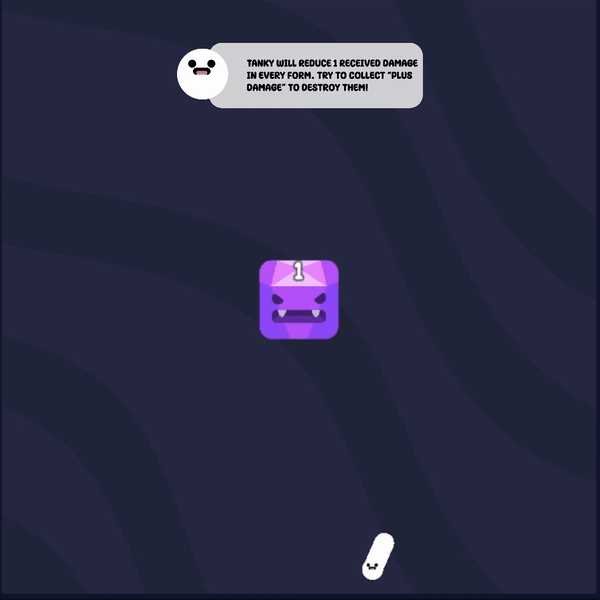 TANKY WILL REDUCE 1 RECEIVED DAMAGE
IN EVERY FORM. TRY TO COLLECT "PLUS
DAMAGE" TO DESTROY THEM!
1